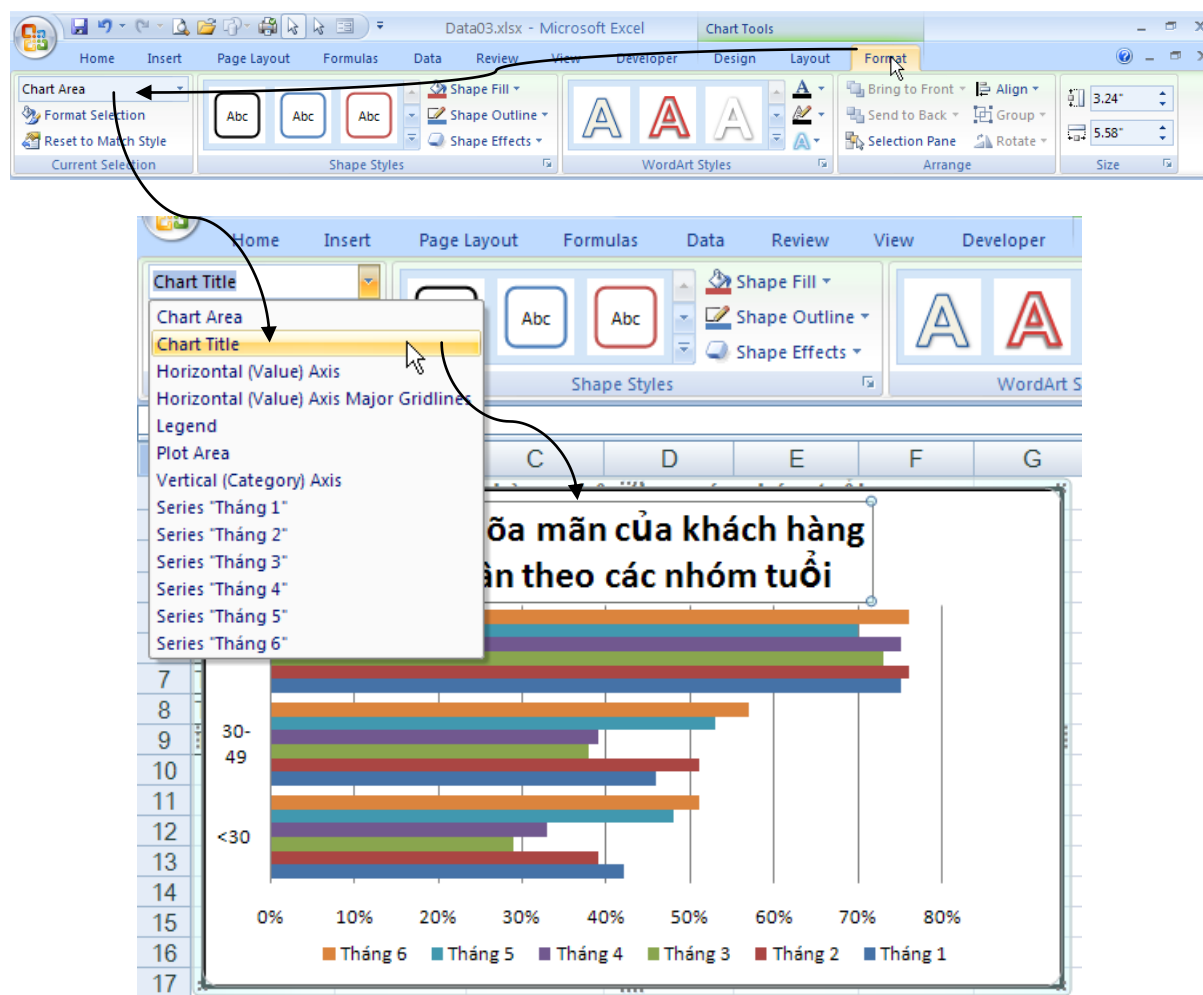 Data03.xlsx - Microsoft Excel Chart Tools
Home Insert Page Layout Formulas Data Review View Developer Design Layout Format
Chart Area
Format Selection
Reset to Match Style
Current Selection
Abc Abc Abc
Shape Fill
Shape Outline
Shape Effects
Shape Styles
A A A
WordArt Styles
Bring to Front
Send to Back
Selection Pane
Align
Group
Rotate
Arrange
3.24"
5.58"
Size
Home Insert Page Layout Formulas Data Review View Developer
Chart Title
Chart Area
Chart Title
Horizontal (Value) Axis
Horizontal (Value) Axis Major Gridlines
Legend
Plot Area
Vertical (Category) Axis
Series "Tháng 1"
Series "Tháng 2"
Series "Tháng 3"
Series "Tháng 4"
Series "Tháng 5"
Series "Tháng 6"
Abc Abc
Shape Fill
Shape Outline
Shape Effects
Shape Styles
A A
WordArt S
C D E F G
õa mãn của khách hàng
theo các nhóm tuổi
7
8
9
10
11
12
13
14
15
16
17
30-
49
<30
0% 10% 20% 30% 40% 50% 60% 70% 80%
Tháng 6 Tháng 5 Tháng 4 Tháng 3 Tháng 2 Tháng 1